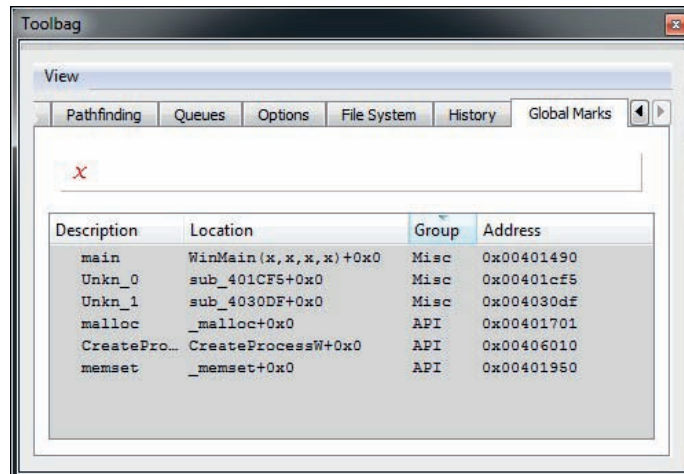 Toolbag
View
Pathfinding Queues Options File System History Global Marks
x
Description Location Group Address
main WinMain(x,x,x,x)+0x0 Misc 0x00401490
Unkn_0 sub_401CF5+0x0 Misc 0x00401cf5
Unkn_1 sub_4030DF+0x0 Misc 0x004030df
malloc _malloc+0x0 API 0x00401701
CreatePro... CreateProcessW+0x0 API 0x00406010
memset _memset+0x0 API 0x00401950